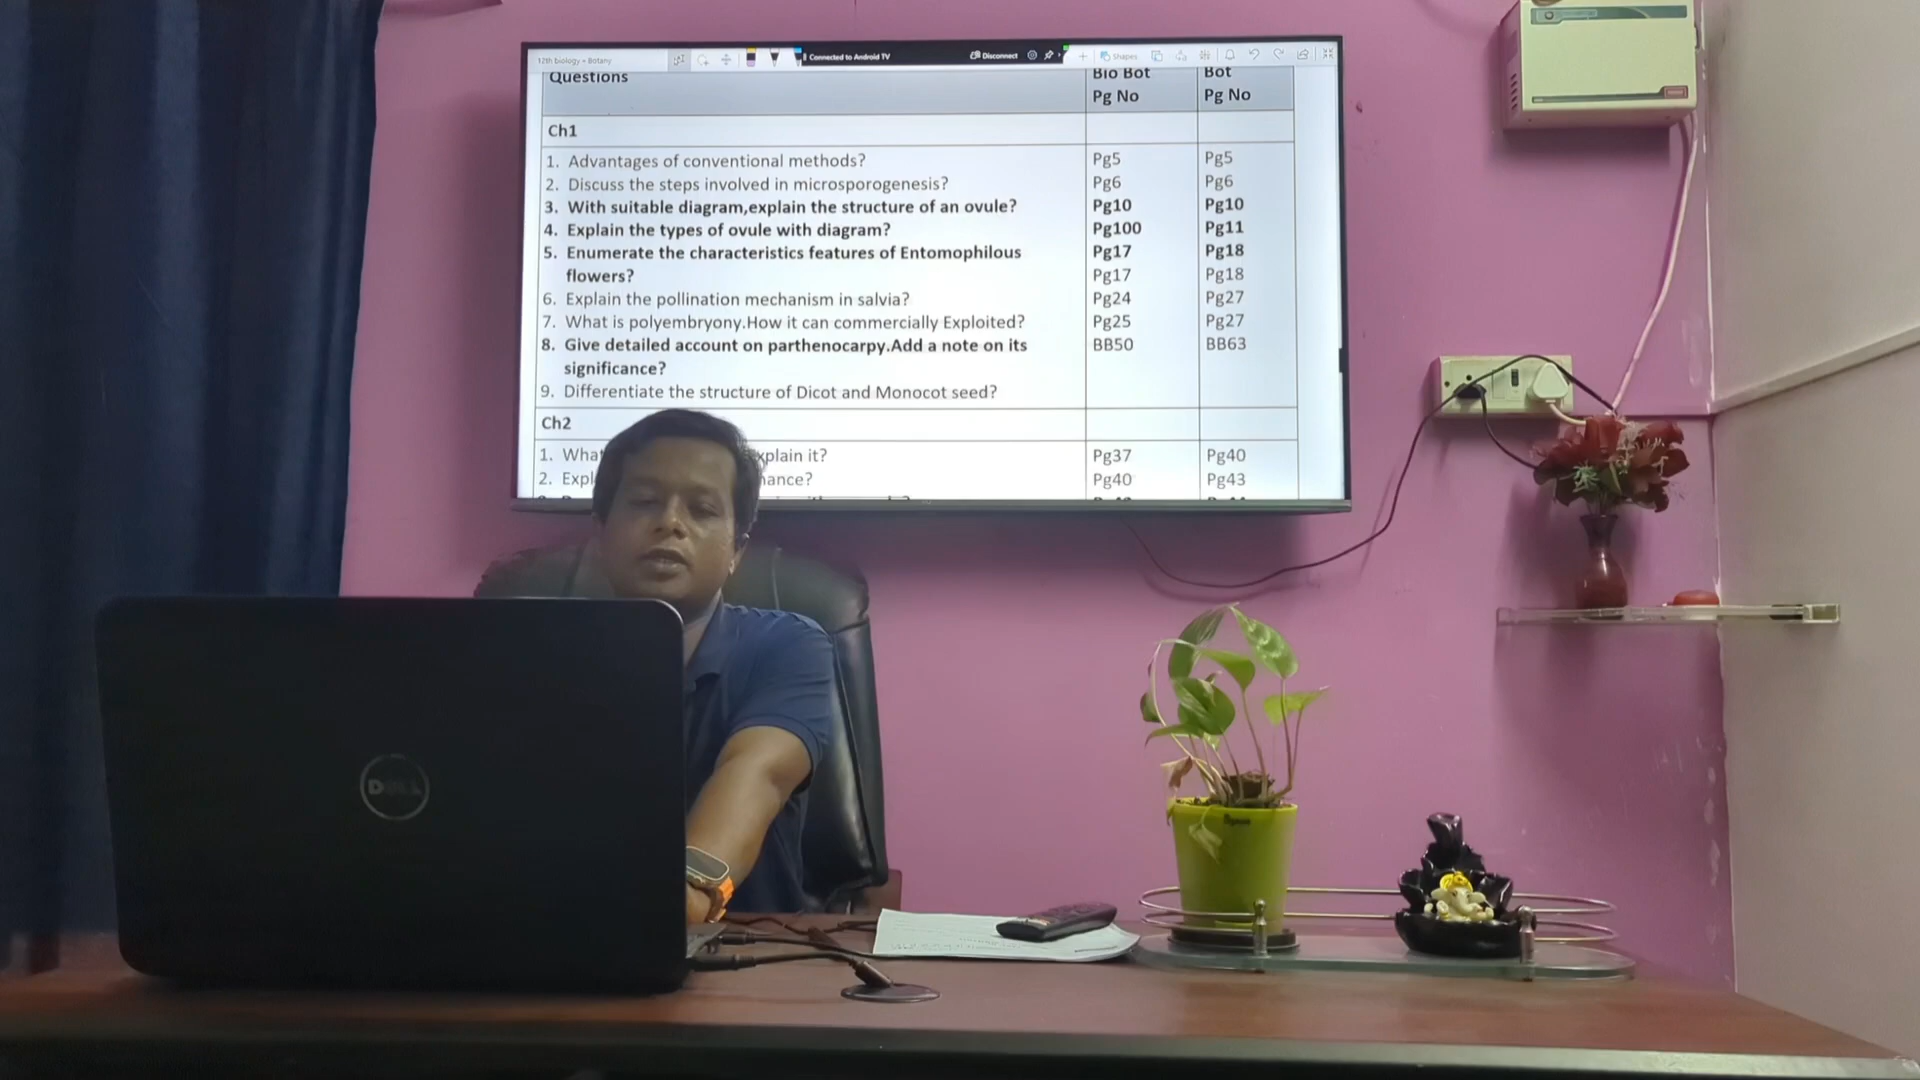 12th biology - Botany
Connected to Android TV
Disconnect
Shapes
Questions Bio Bot Bot
Pg No Pg No
Ch1
1. Advantages of conventional methods? Pg5 Pg5
2. Discuss the steps involved in microsporogenesis? Pg6 Pg6
3. With suitable diagram,explain the structure of an ovule? Pg10 Pg10
4. Explain the types of ovule with diagram? Pg100 Pg11
5. Enumerate the characteristics features of Entomophilous Pg17 Pg18
flowers? Pg17 Pg18
6. Explain the pollination mechanism in salvia? Pg24 Pg27
7. What is polyembryony.How it can commercially Exploited? Pg25 Pg27
8. Give detailed account on parthenocarpy.Add a note on its BB50 BB63
significance?
9. Differentiate the structure of Dicot and Monocot seed?
Ch2
1. What xplain it? Pg37 Pg40
2. Expl ance? Pg40 Pg43
DELL